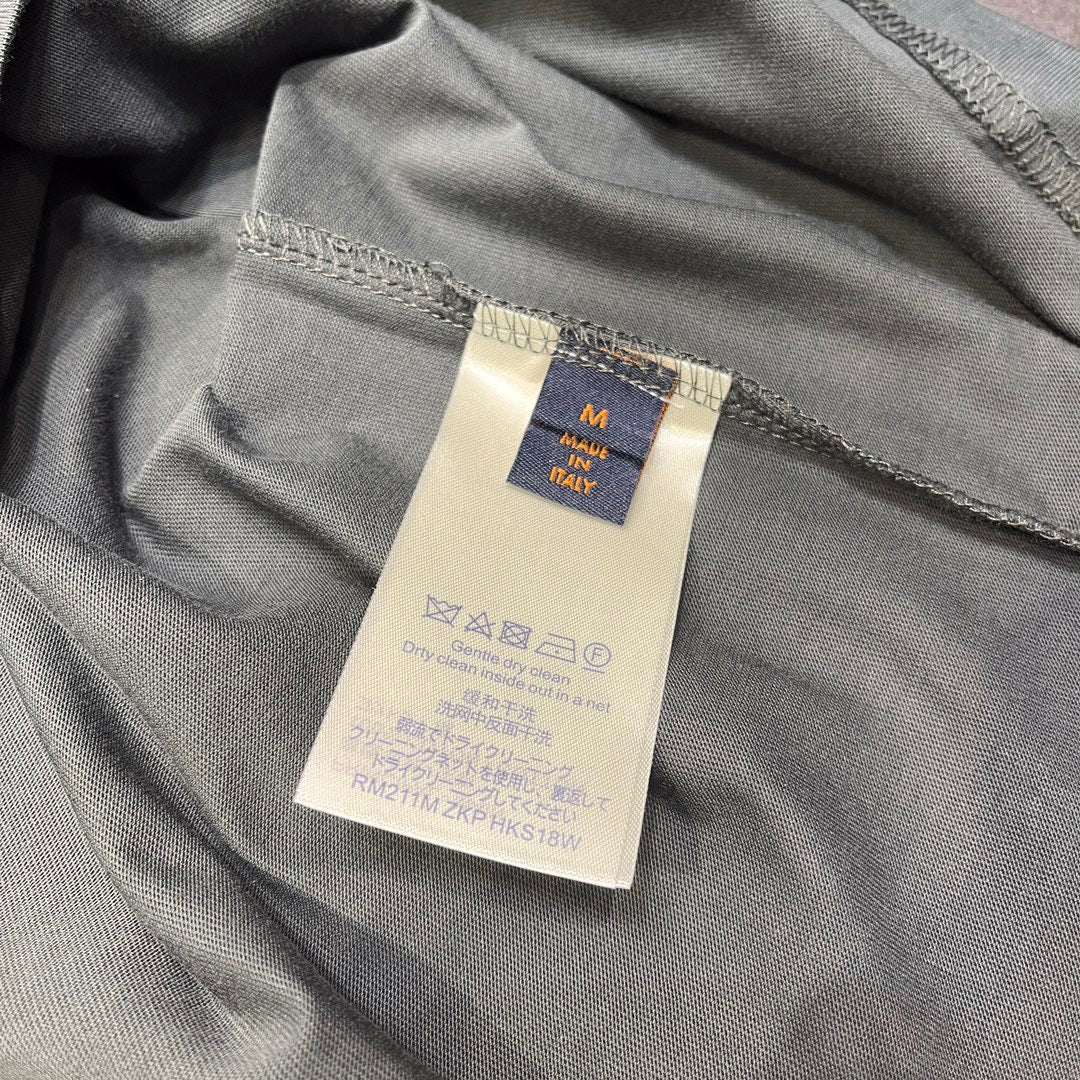 M
MADE
IN
ITALY
F
Gentle dry clean
Drty clean inside out in a net
缓和干洗
洗网中反面干洗
弱流でドライクリーニング
クリーニングネットを使用し、裏返して
ドライクリーニングしてください
RM211M ZKP HKS18W